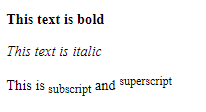 This text is bold
This text is italic
This is subscript and superscript